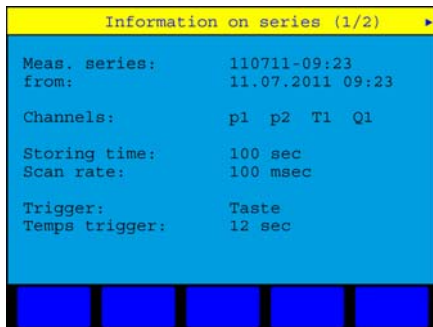 Information on series (1/2) ►
Meas. series: 110711-09:23
from: 11.07.2011 09:23
Channels: p1 p2 T1 Q1
Storing time: 100 sec
Scan rate: 100 msec
Trigger: Taste
Temps trigger: 12 sec